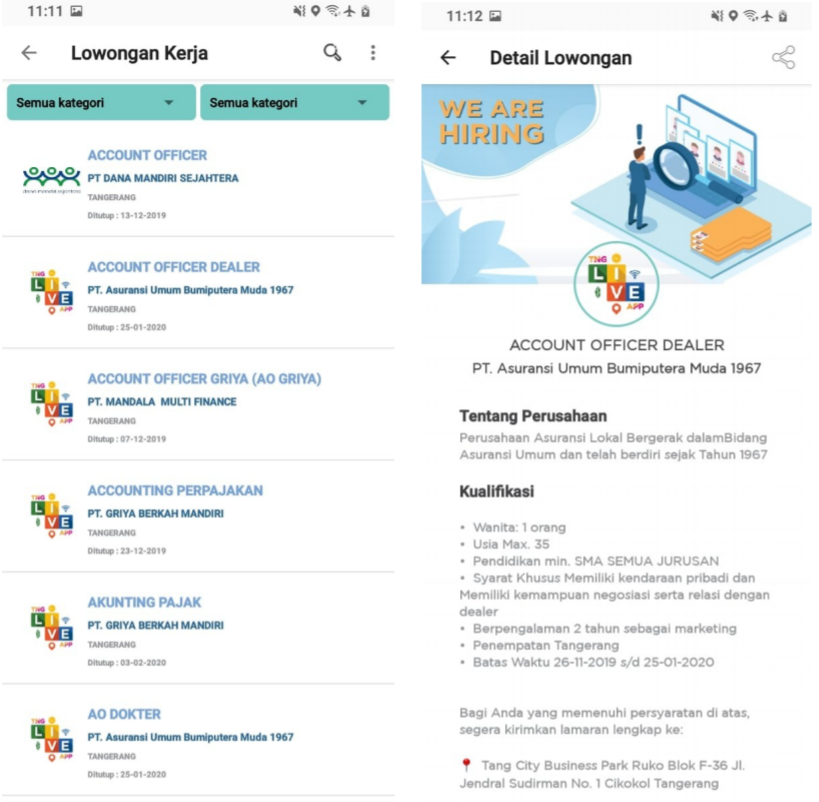 11:11
Lowongan Kerja
Semua kategori
Semua kategori
ACCOUNT OFFICER
PT DANA MANDIRI SEJAHTERA
dana mandiri sejahtera
TANGERANG
Ditutup : 13-12-2019
ACCOUNT OFFICER DEALER
PT. Asuransi Umum Bumiputera Muda 1967
TANGERANG
Ditutup : 25-01-2020
TNG
LIVE
APP
ACCOUNT OFFICER GRIYA (AO GRIYA)
PT. MANDALA MULTI FINANCE
TANGERANG
Ditutup : 07-12-2019
TNG
LIVE
APP
ACCOUNTING PERPAJAKAN
PT. GRIYA BERKAH MANDIRI
TANGERANG
Ditutup : 23-12-2019
TNG
LIVE
APP
AKUNTING PAJAK
PT. GRIYA BERKAH MANDIRI
TANGERANG
Ditutup : 03-02-2020
TNG
LIVE
APP
AO DOKTER
PT. Asuransi Umum Bumiputera Muda 1967
TANGERANG
Ditutup : 25-01-2020
TNG
LIVE
APP
11:12
Detail Lowongan
WE ARE
HIRING
TNG
LIVE
APP
ACCOUNT OFFICER DEALER
PT. Asuransi Umum Bumiputera Muda 1967
Tentang Perusahaan
Perusahaan Asuransi Lokal Bergerak dalamBidang
Asuransi Umum dan telah berdiri sejak Tahun 1967
Kualifikasi
• Wanita: 1 orang
• Usia Max. 35
• Pendidikan min. SMA SEMUA JURUSAN
• Syarat Khusus Memiliki kendaraan pribadi dan
Memiliki kemampuan negosiasi serta relasi dengan
dealer
• Berpengalaman 2 tahun sebagai marketing
• Penempatan Tangerang
• Batas Waktu 26-11-2019 s/d 25-01-2020
Bagi Anda yang memenuhi persyaratan di atas,
segera kirimkan lamaran lengkap ke:
Tang City Business Park Ruko Blok F-36 Jl.
Jendral Sudirman No. 1 Cikokol Tangerang